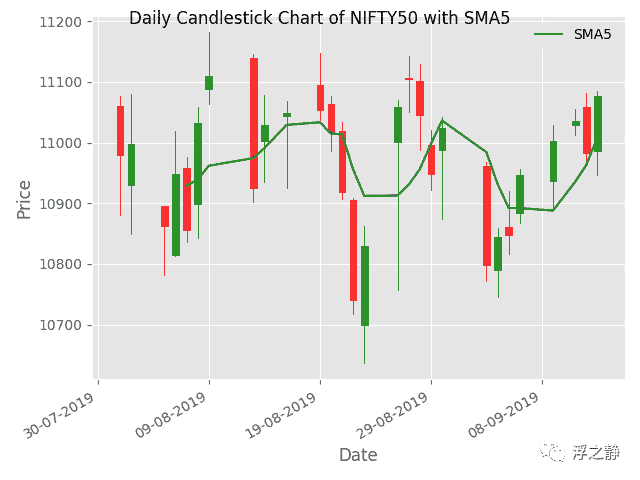 Daily Candlestick Chart of NIFTY50 with SMA5
SMA5
11200
11100
11000
10900
10800
10700
Price
30-07-2019
09-08-2019
19-08-2019
29-08-2019
08-09-2019
Date
浮之静